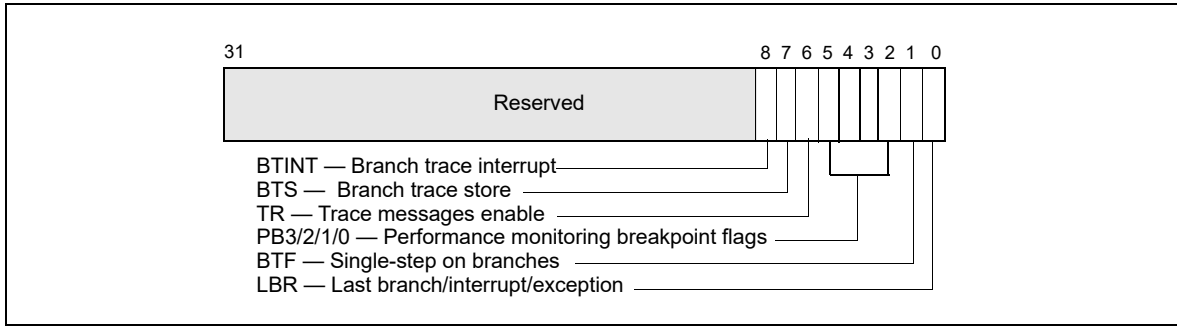 31 8 7 6 5 4 3 2 1 0
Reserved
BTINT — Branch trace interrupt
BTS — Branch trace store
TR — Trace messages enable
PB3/2/1/0 — Performance monitoring breakpoint flags
BTF — Single-step on branches
LBR — Last branch/interrupt/exception